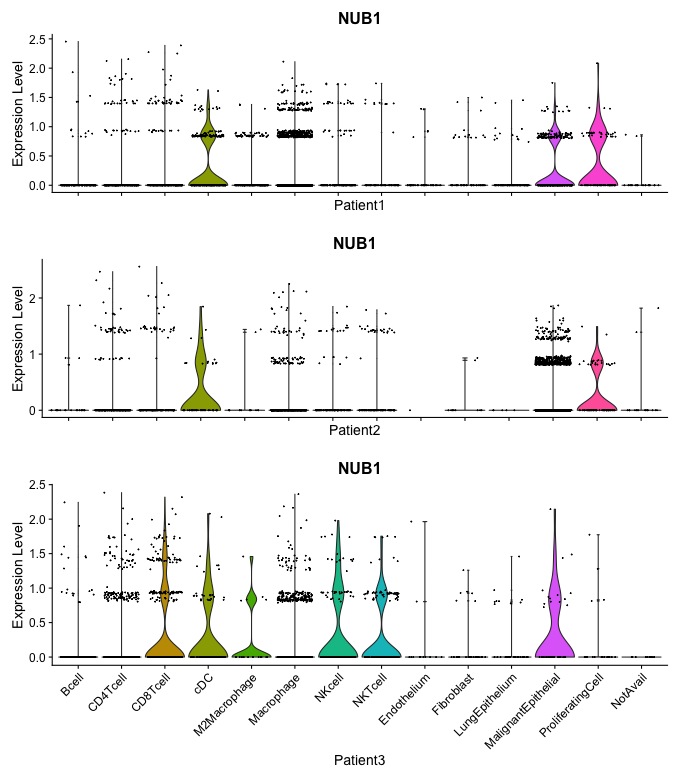 NUB1
Expression Level
2.5
2.0
1.5
1.0
0.5
0.0
Patient1
NUB1
Expression Level
2
1
0
Patient2
NUB1
Expression Level
2.5
2.0
1.5
1.0
0.5
0.0
Bcell
CD4Tcell
CD8Tcell
cDC
M2Macrophage
Macrophage
NKcell
NKTcell
Endothelium
Fibroblast
LungEpithelium
MalignantEpithelial
ProliferatingCell
NotAvail
Patient3